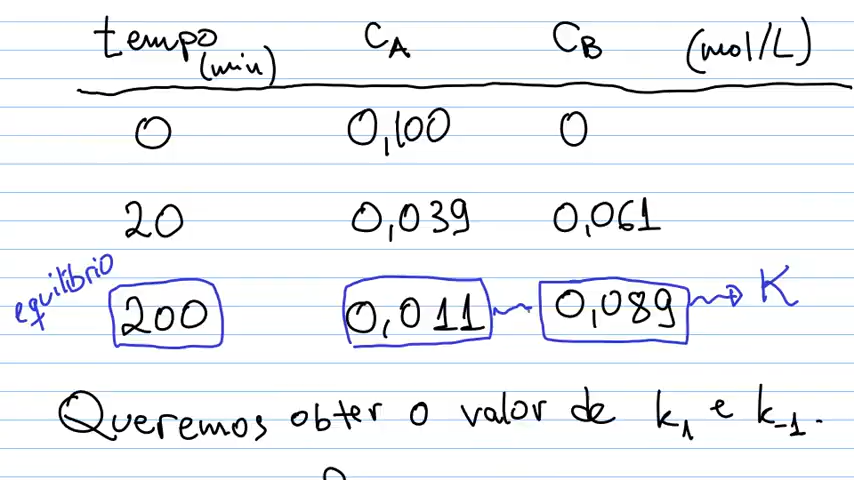 tempo (min) CA CB (mol/L)
0 0,100 0
20 0,039 0,061
equilíbrio 200 0,011 0,089 K
Queremos obter o valor de k1 e k-1.